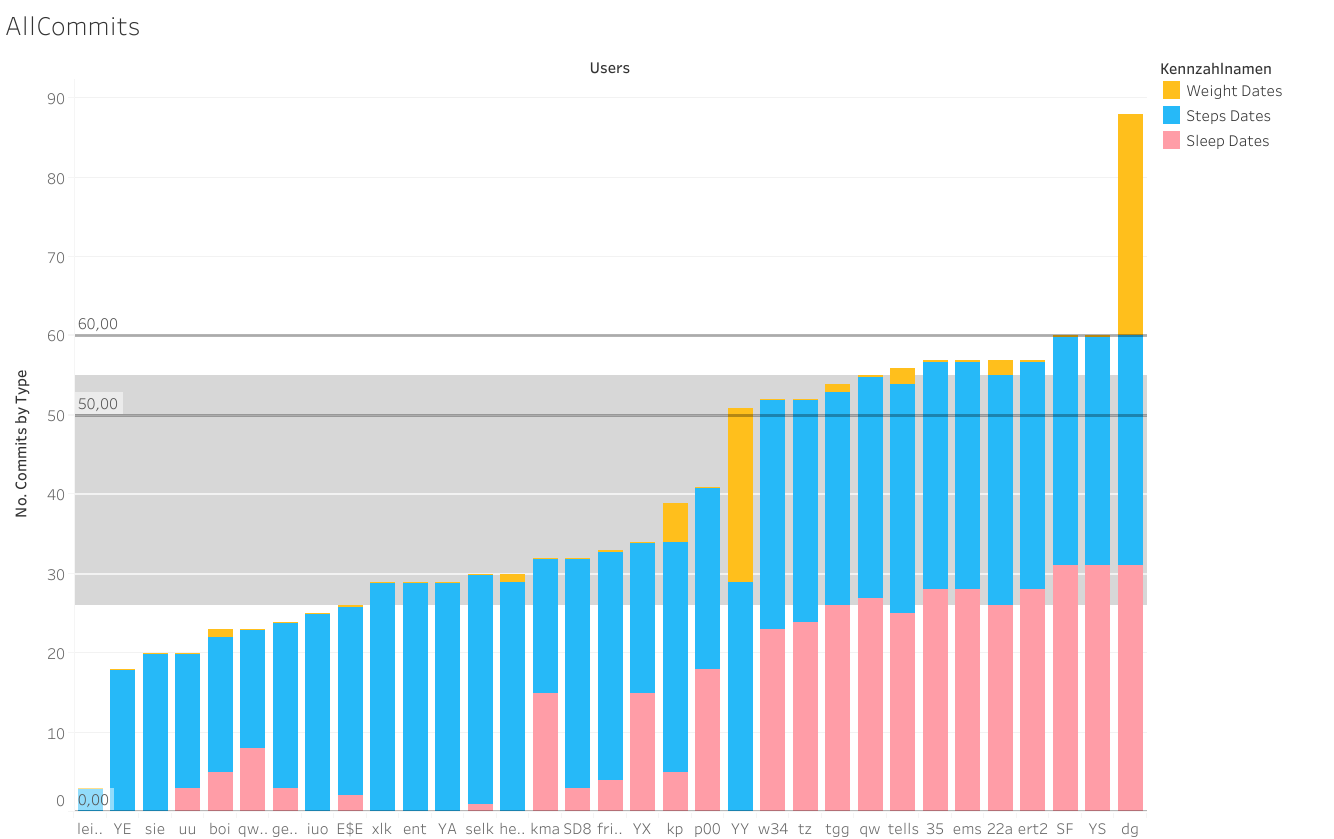 AllCommits
Users
Kennzahlnamen
Weight Dates
Steps Dates
Sleep Dates
No. Commits by Type
90
80
70
60
50
40
30
20
10
0
60,00
50,00
0,00
lei.. YE sie uu boi qw.. ge.. iuo E$E xlk ent YA selk he.. kma SD8 fri.. YX kp p00 YY w34 tz tgg qw tells 35 ems 22a ert2 SF YS dg